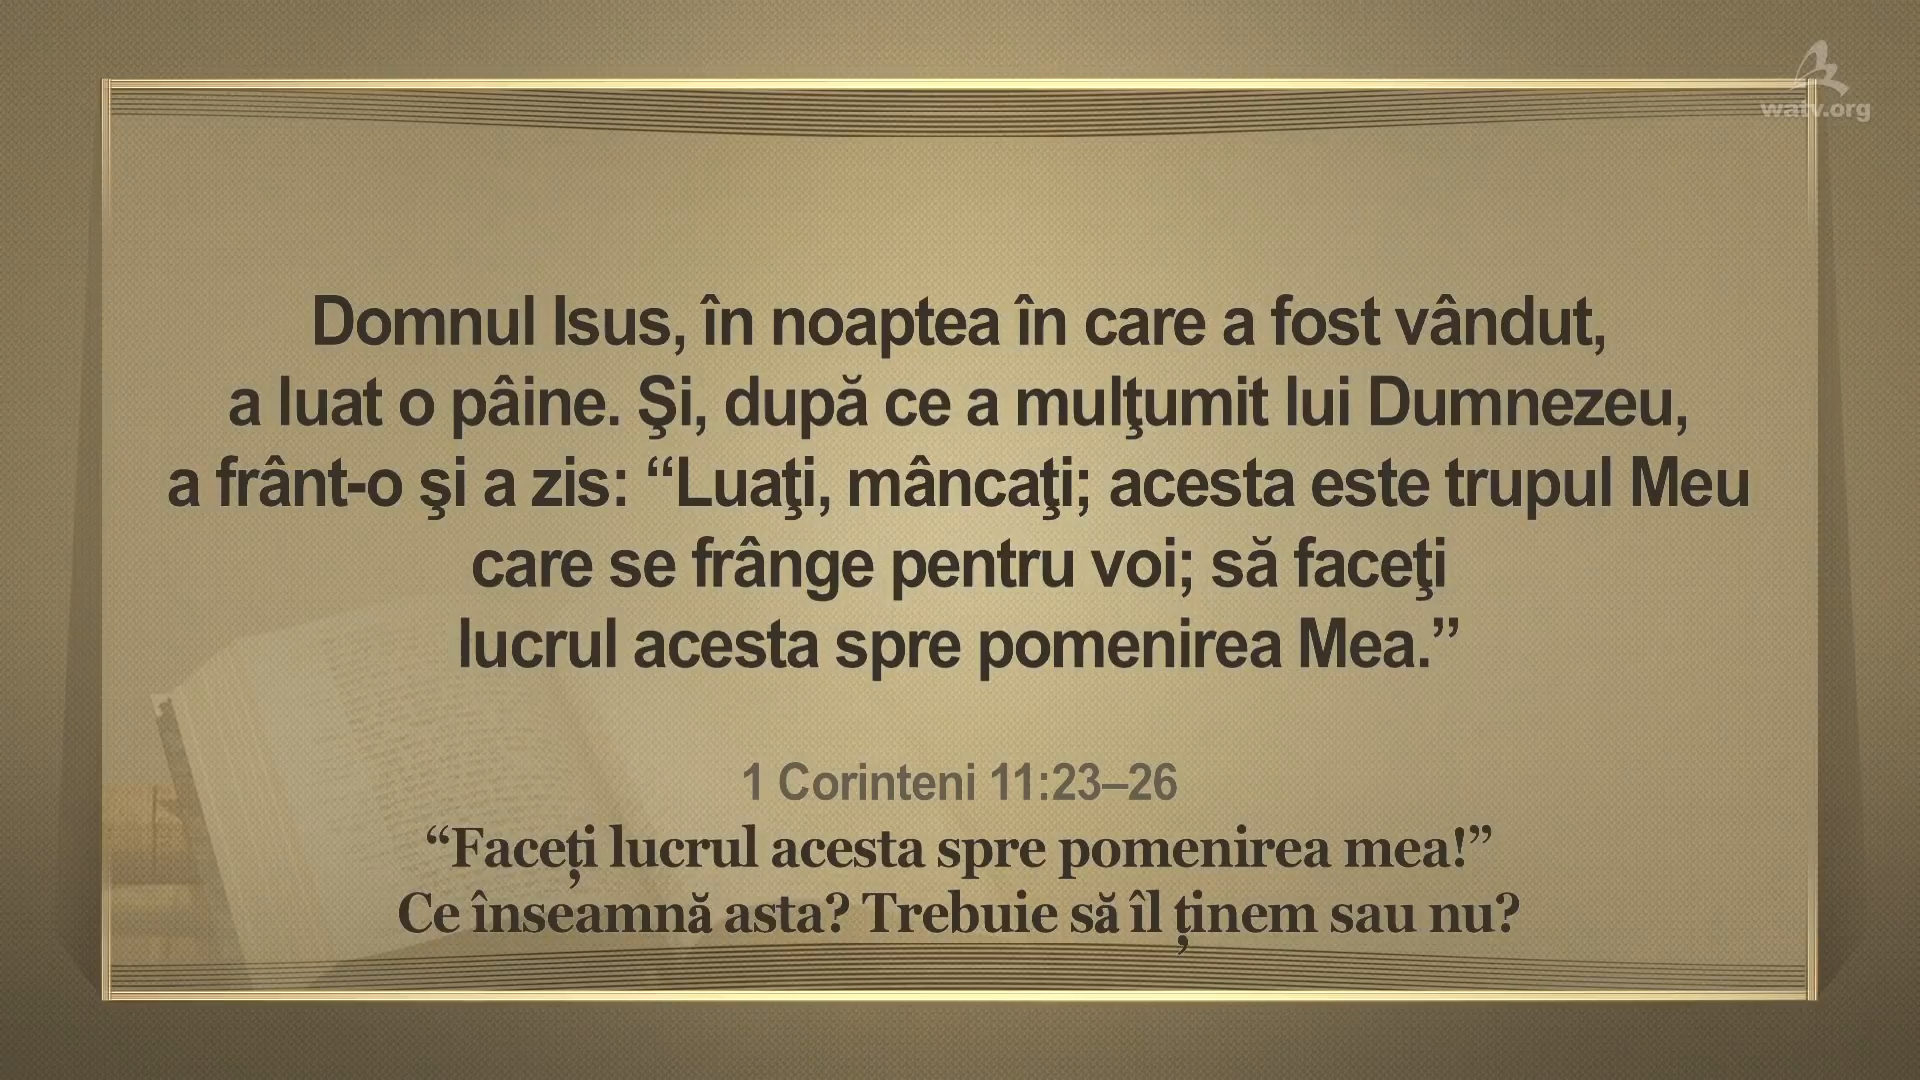 watv.org
Domnul Isus, în noaptea în care a fost vândut,
a luat o pâine. Şi, după ce a mulţumit lui Dumnezeu,
a frânt-o şi a zis: “Luaţi, mâncaţi; acesta este trupul Meu
care se frânge pentru voi; să faceţi
lucrul acesta spre pomenirea Mea.”
1 Corinteni 11:23–26
“Faceți lucrul acesta spre pomenirea mea!”
Ce înseamnă asta? Trebuie să îl ținem sau nu?